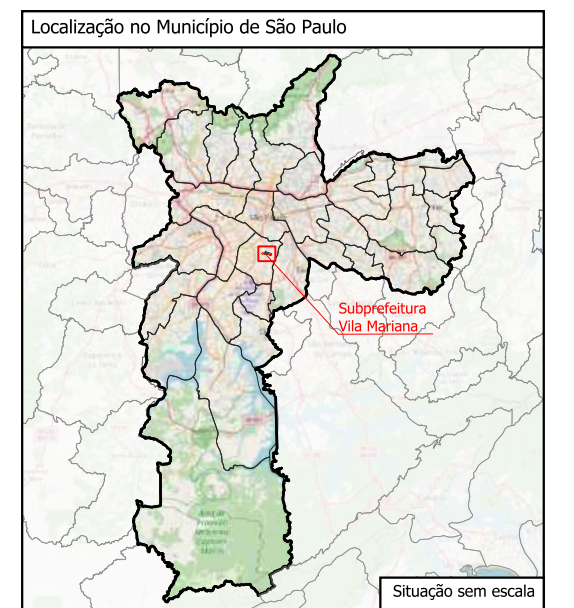 Localização no Município de São Paulo
Subprefeitura
Vila Mariana
Situação sem escala